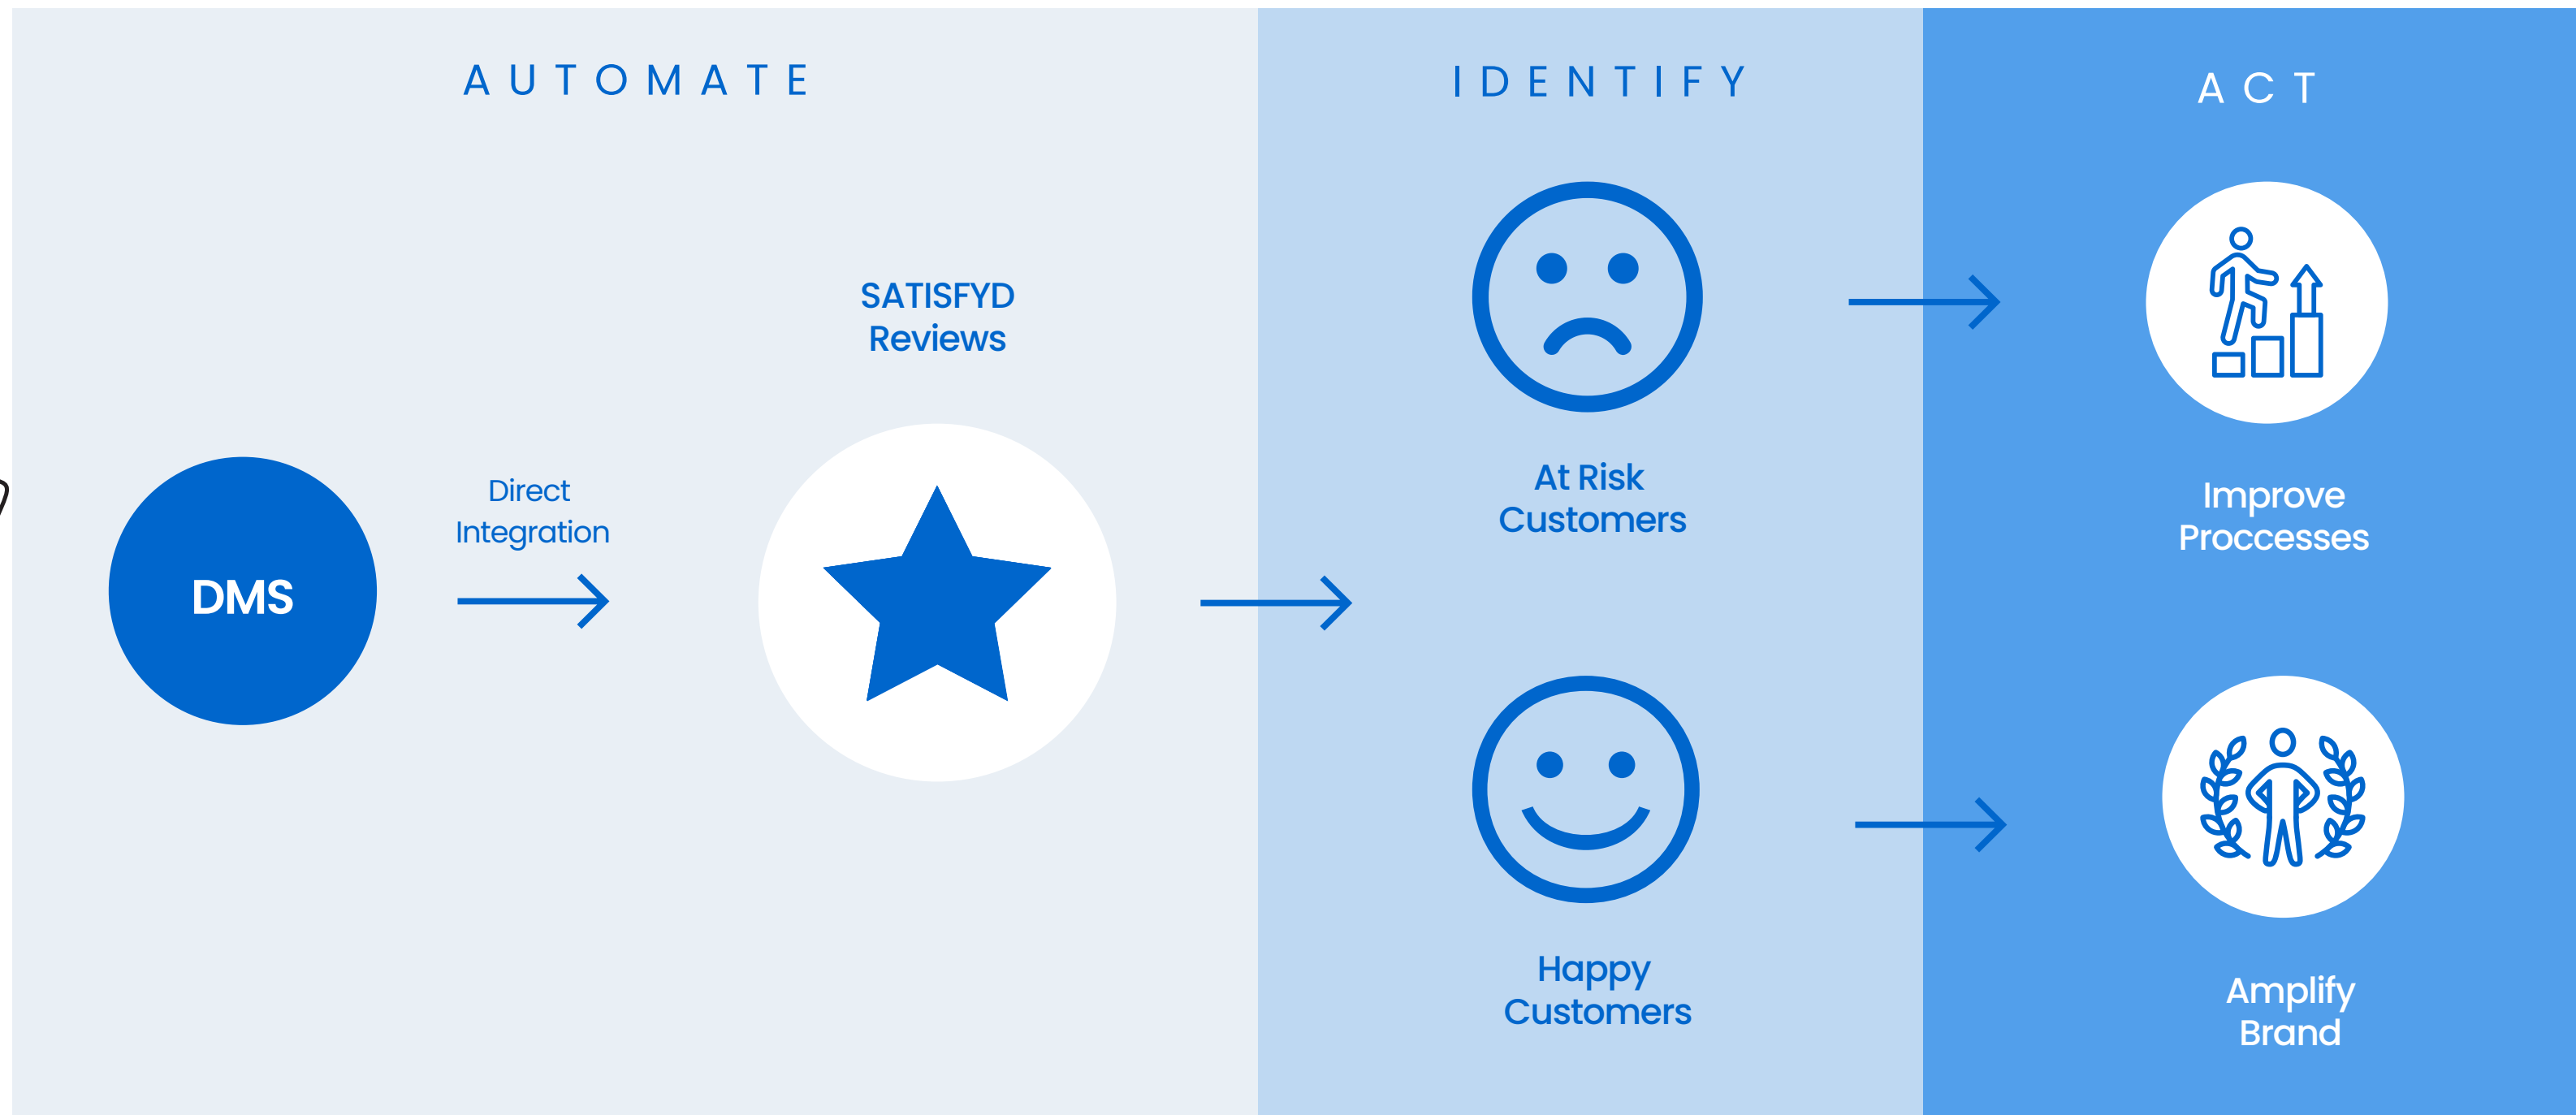 AUTOMATE
IDENTIFY
ACT
SATISFYD
Reviews
DMS
Direct
Integration
At Risk
Customers
Improve
Proccesses
Happy
Customers
Amplify
Brand